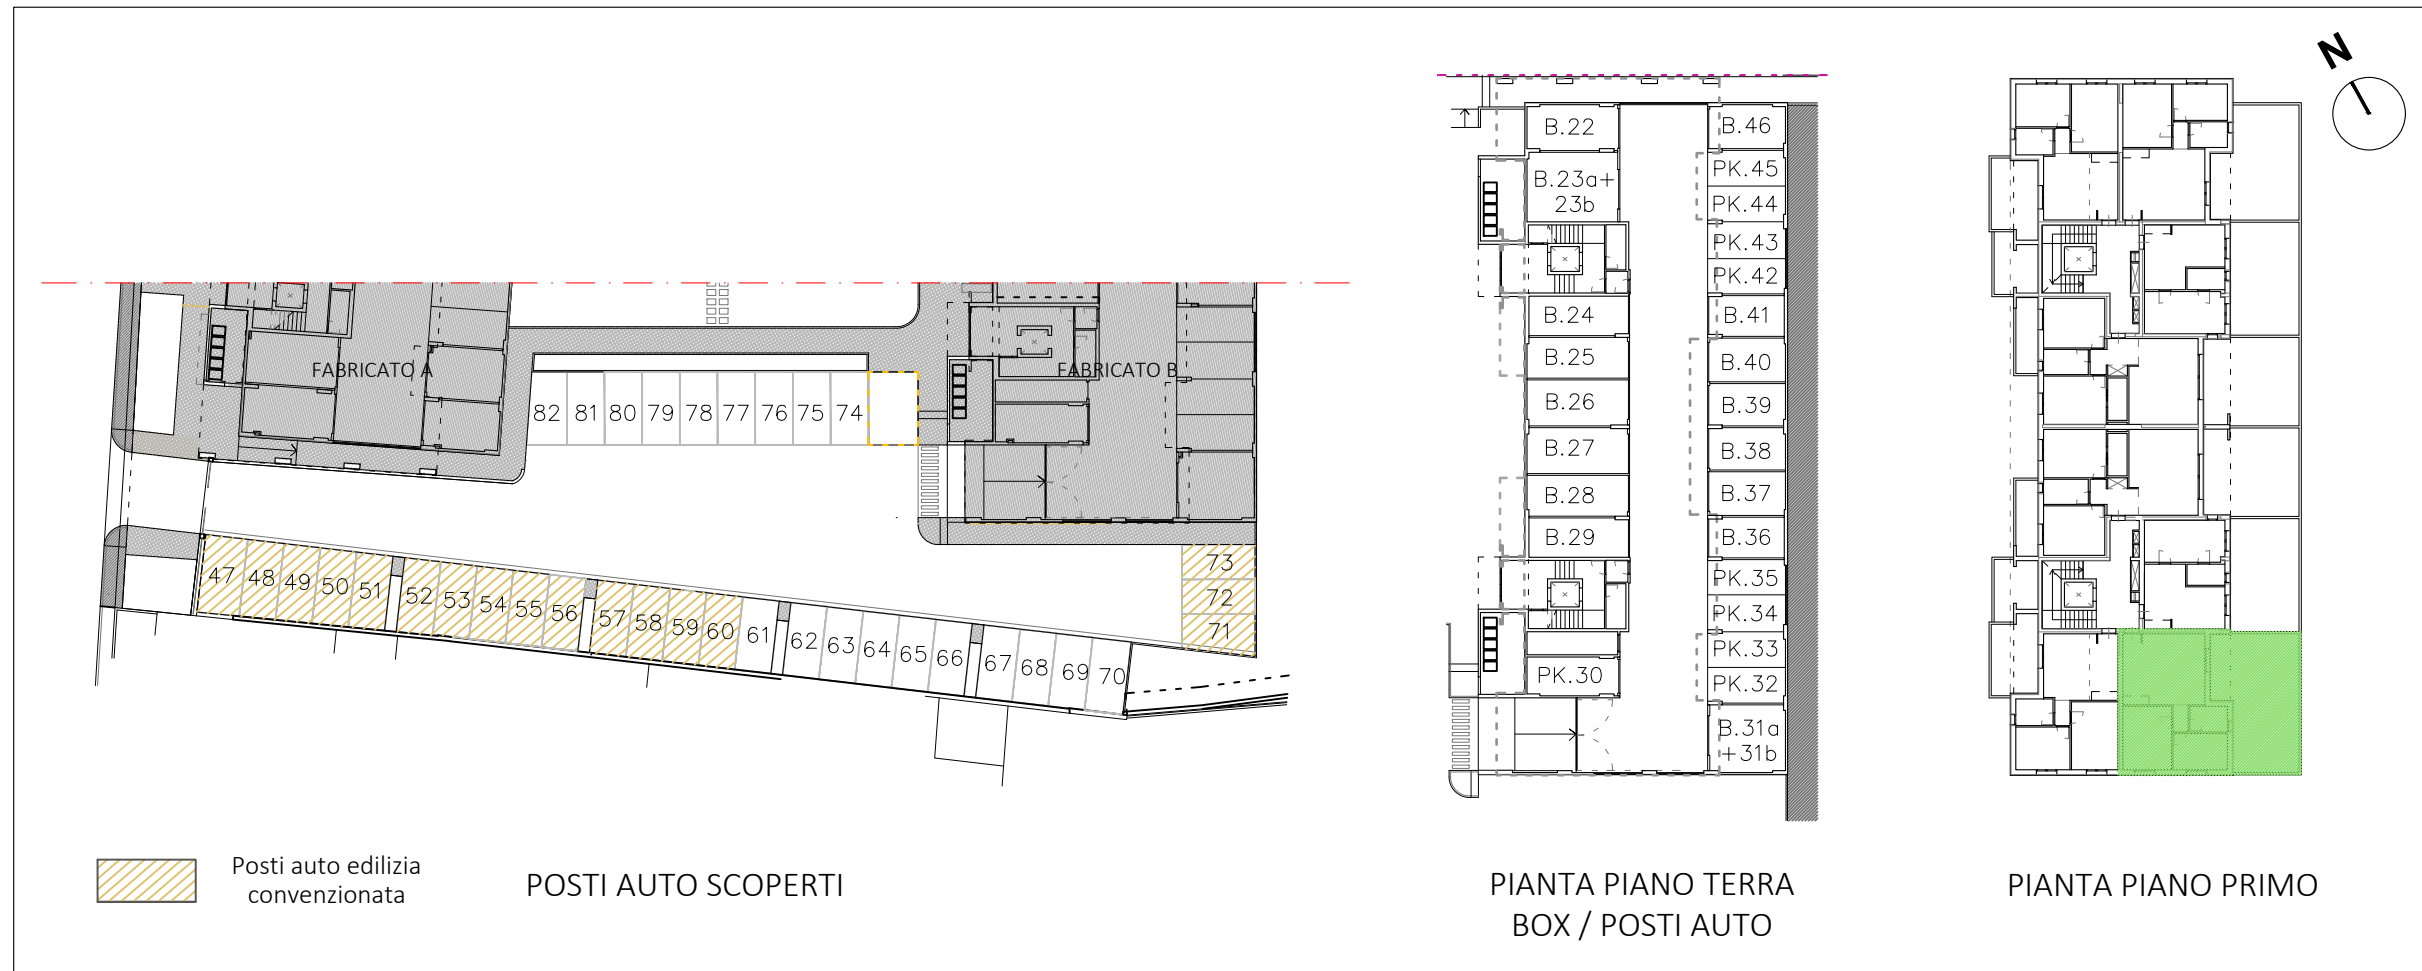 N
B.22
B.46
PK.45
B.23a+
23b
PK.44
PK.43
PK.42
B.24
B.41
B.25
B.40
B.26
B.39
B.27
B.38
B.28
B.37
B.29
B.36
PK.35
PK.34
PK.33
PK.30
PK.32
B.31a
+31b
FABRICATO A
FABRICATO B
82 81 80 79 78 77 76 75 74
47 48 49 50 51 52 53 54 55 56 57 58 59 60 61 62 63 64 65 66 67 68 69 70
73
72
71
Posti auto edilizia
convenzionata
POSTI AUTO SCOPERTI
PIANTA PIANO TERRA
BOX / POSTI AUTO
PIANTA PIANO PRIMO